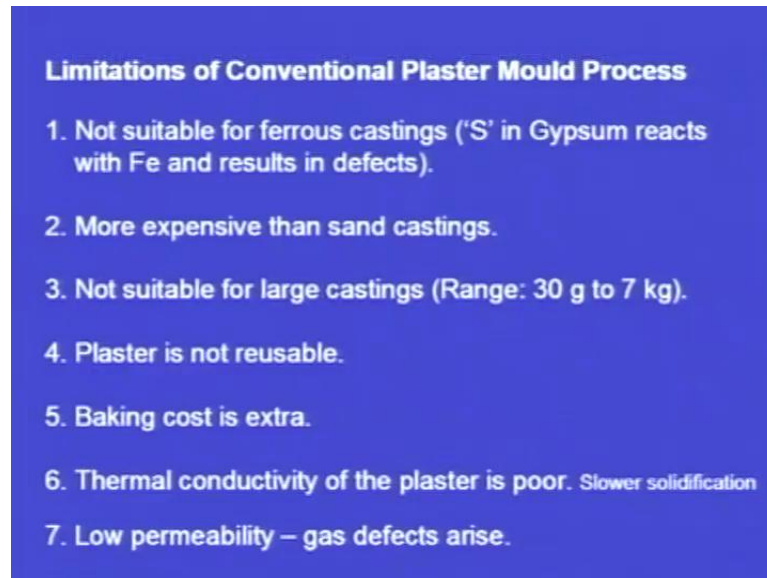 Limitations of Conventional Plaster Mould Process
1. Not suitable for ferrous castings (‘S’ in Gypsum reacts
with Fe and results in defects).
2. More expensive than sand castings.
3. Not suitable for large castings (Range: 30 g to 7 kg).
4. Plaster is not reusable.
5. Baking cost is extra.
6. Thermal conductivity of the plaster is poor. Slower solidification
7. Low permeability – gas defects arise.